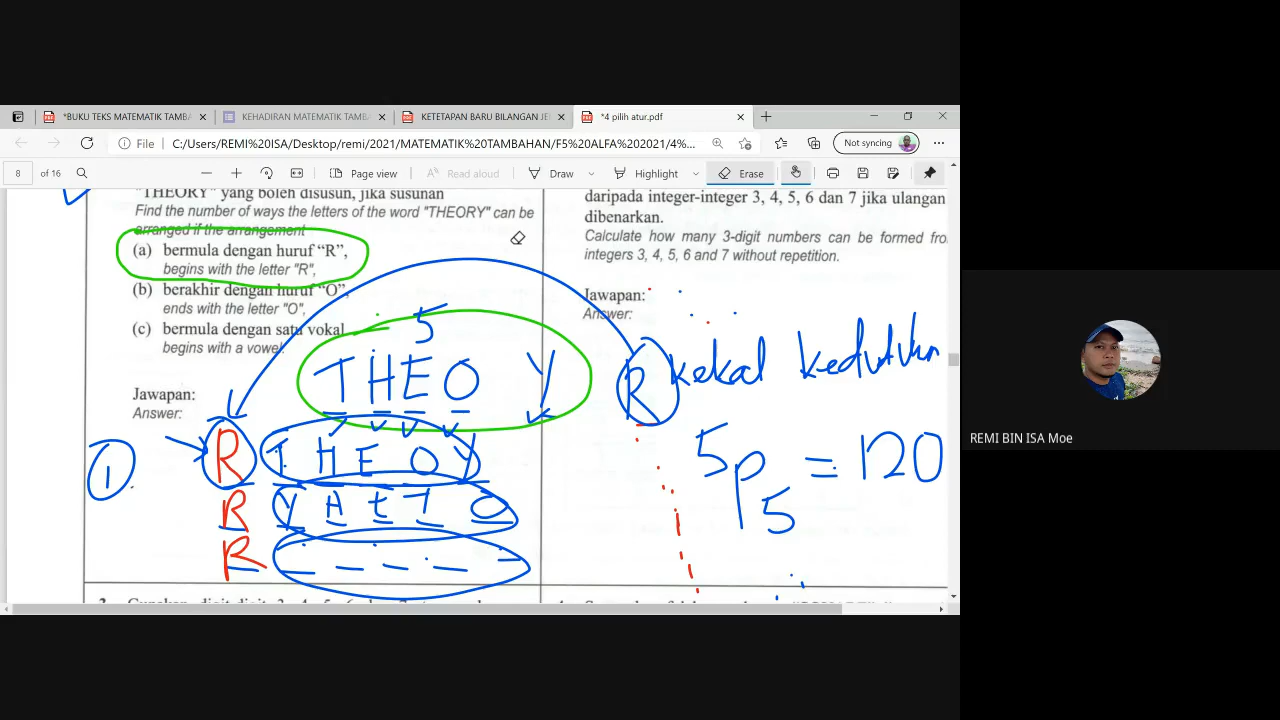 *BUKU TEKS MATEMATIK TAMBA
KEHADIRAN MATEMATIK TAMB
KETETAPAN BARU BILANGAN JE
*4 pilih atur.pdf
File
C:/Users/REMI%20ISA/Desktop/remi/2021/MATEMATIK%20TAMBAHAN/F5%20ALFA%202021/4%...
Not syncing
8 of 16
Page view
Read aloud
Draw
Highlight
Erase
"THEORY" yang boleh disusun, jika susunan
Find the number of ways the letters of the word "THEORY" can be
arranged if the arrangement
(a) bermula dengan huruf “R”,
begins with the letter "R",
(b) berakhir dengan huruf “O”,
ends with the letter "O",
(c) bermula dengan satu vokal
begins with a vowel.
Jawapan:
Answer:
5
T H E O Y
R
① R T H E O Y
R Y H E T O
R
daripada integer-integer 3, 4, 5, 6 dan 7 jika ulangan
dibenarkan.
Calculate how many 3-digit numbers can be formed fro
integers 3, 4, 5, 6 and 7 without repetition.
Jawapan:
Answer:
kekal
5P5 = 120
REMI BIN ISA Moe